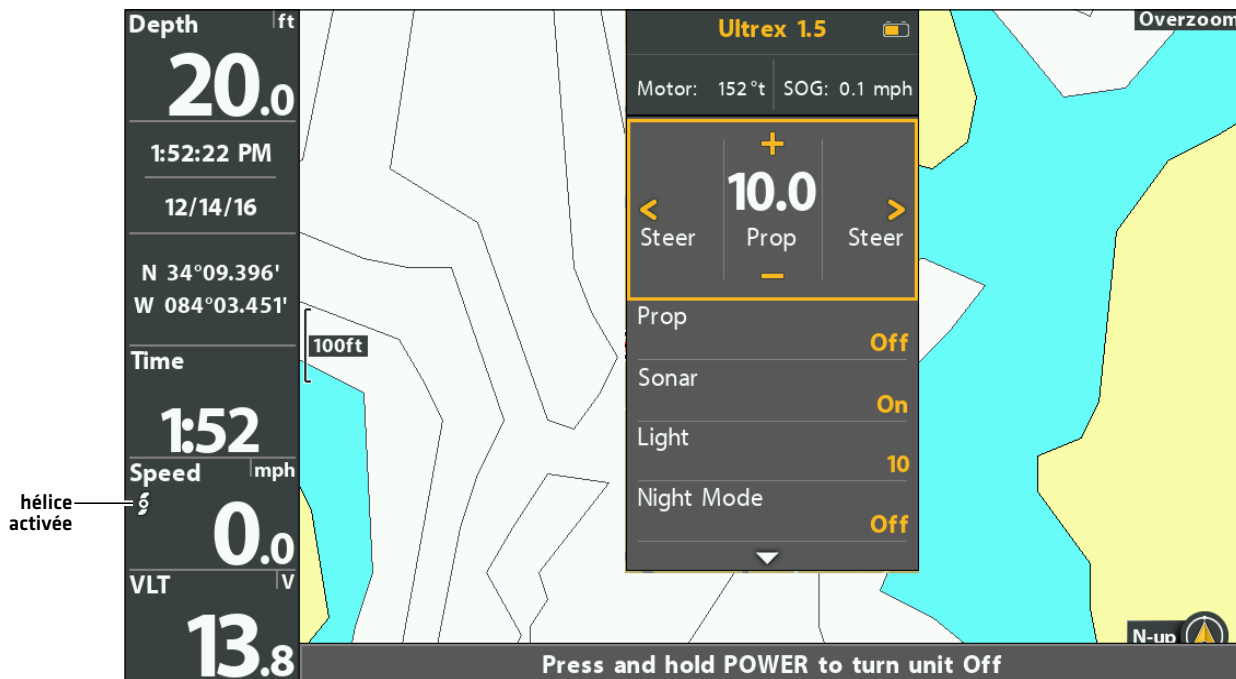 hélice
activée
Depth ft
20.0
1:52:22 PM
12/14/16
N 34°09.396'
W 084°03.451'
Time
1:52
Speed mph
0.0
VLT V
13.8
100ft
Ultrex 1.5
Motor: 152°t SOG: 0.1 mph
+
10.0
< >
Steer Prop Steer
−
Prop
Off
Sonar
On
Light
10
Night Mode
Off
Overzoom
N-up
Press and hold POWER to turn unit Off